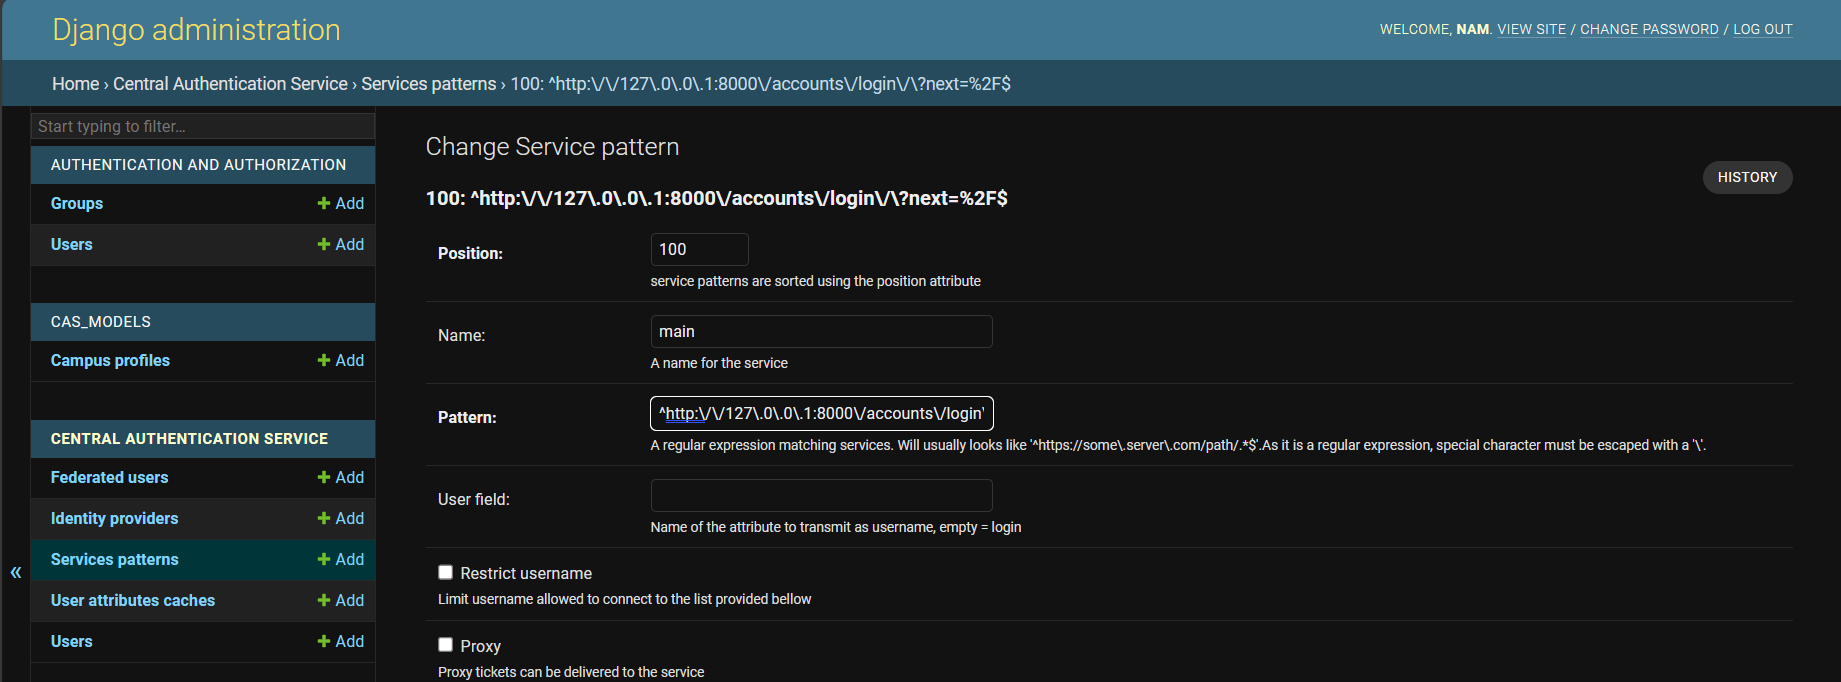 Django administration
WELCOME, NAM. VIEW SITE / CHANGE PASSWORD / LOG OUT
Home › Central Authentication Service › Services patterns › 100: ^http:\/\/127\.0\.0\.1:8000\/accounts\/login\/\?next=%2F$
Start typing to filter...
AUTHENTICATION AND AUTHORIZATION
Groups + Add
Users + Add
CAS_MODELS
Campus profiles + Add
CENTRAL AUTHENTICATION SERVICE
Federated users + Add
Identity providers + Add
Services patterns + Add
User attributes caches + Add
Users + Add
«
Change Service pattern
HISTORY
100: ^http:\/\/127\.0\.0\.1:8000\/accounts\/login\/\?next=%2F$
Position: 100
service patterns are sorted using the position attribute
Name: main
A name for the service
Pattern: ^http:\/\/127\.0\.0\.1:8000\/accounts\/login\
A regular expression matching services. Will usually looks like '^https://some\.server\.com/path/.*$'.As it is a regular expression, special character must be escaped with a '\'.
User field:
Name of the attribute to transmit as username, empty = login
Restrict username
Limit username allowed to connect to the list provided bellow
Proxy
Proxy tickets can be delivered to the service